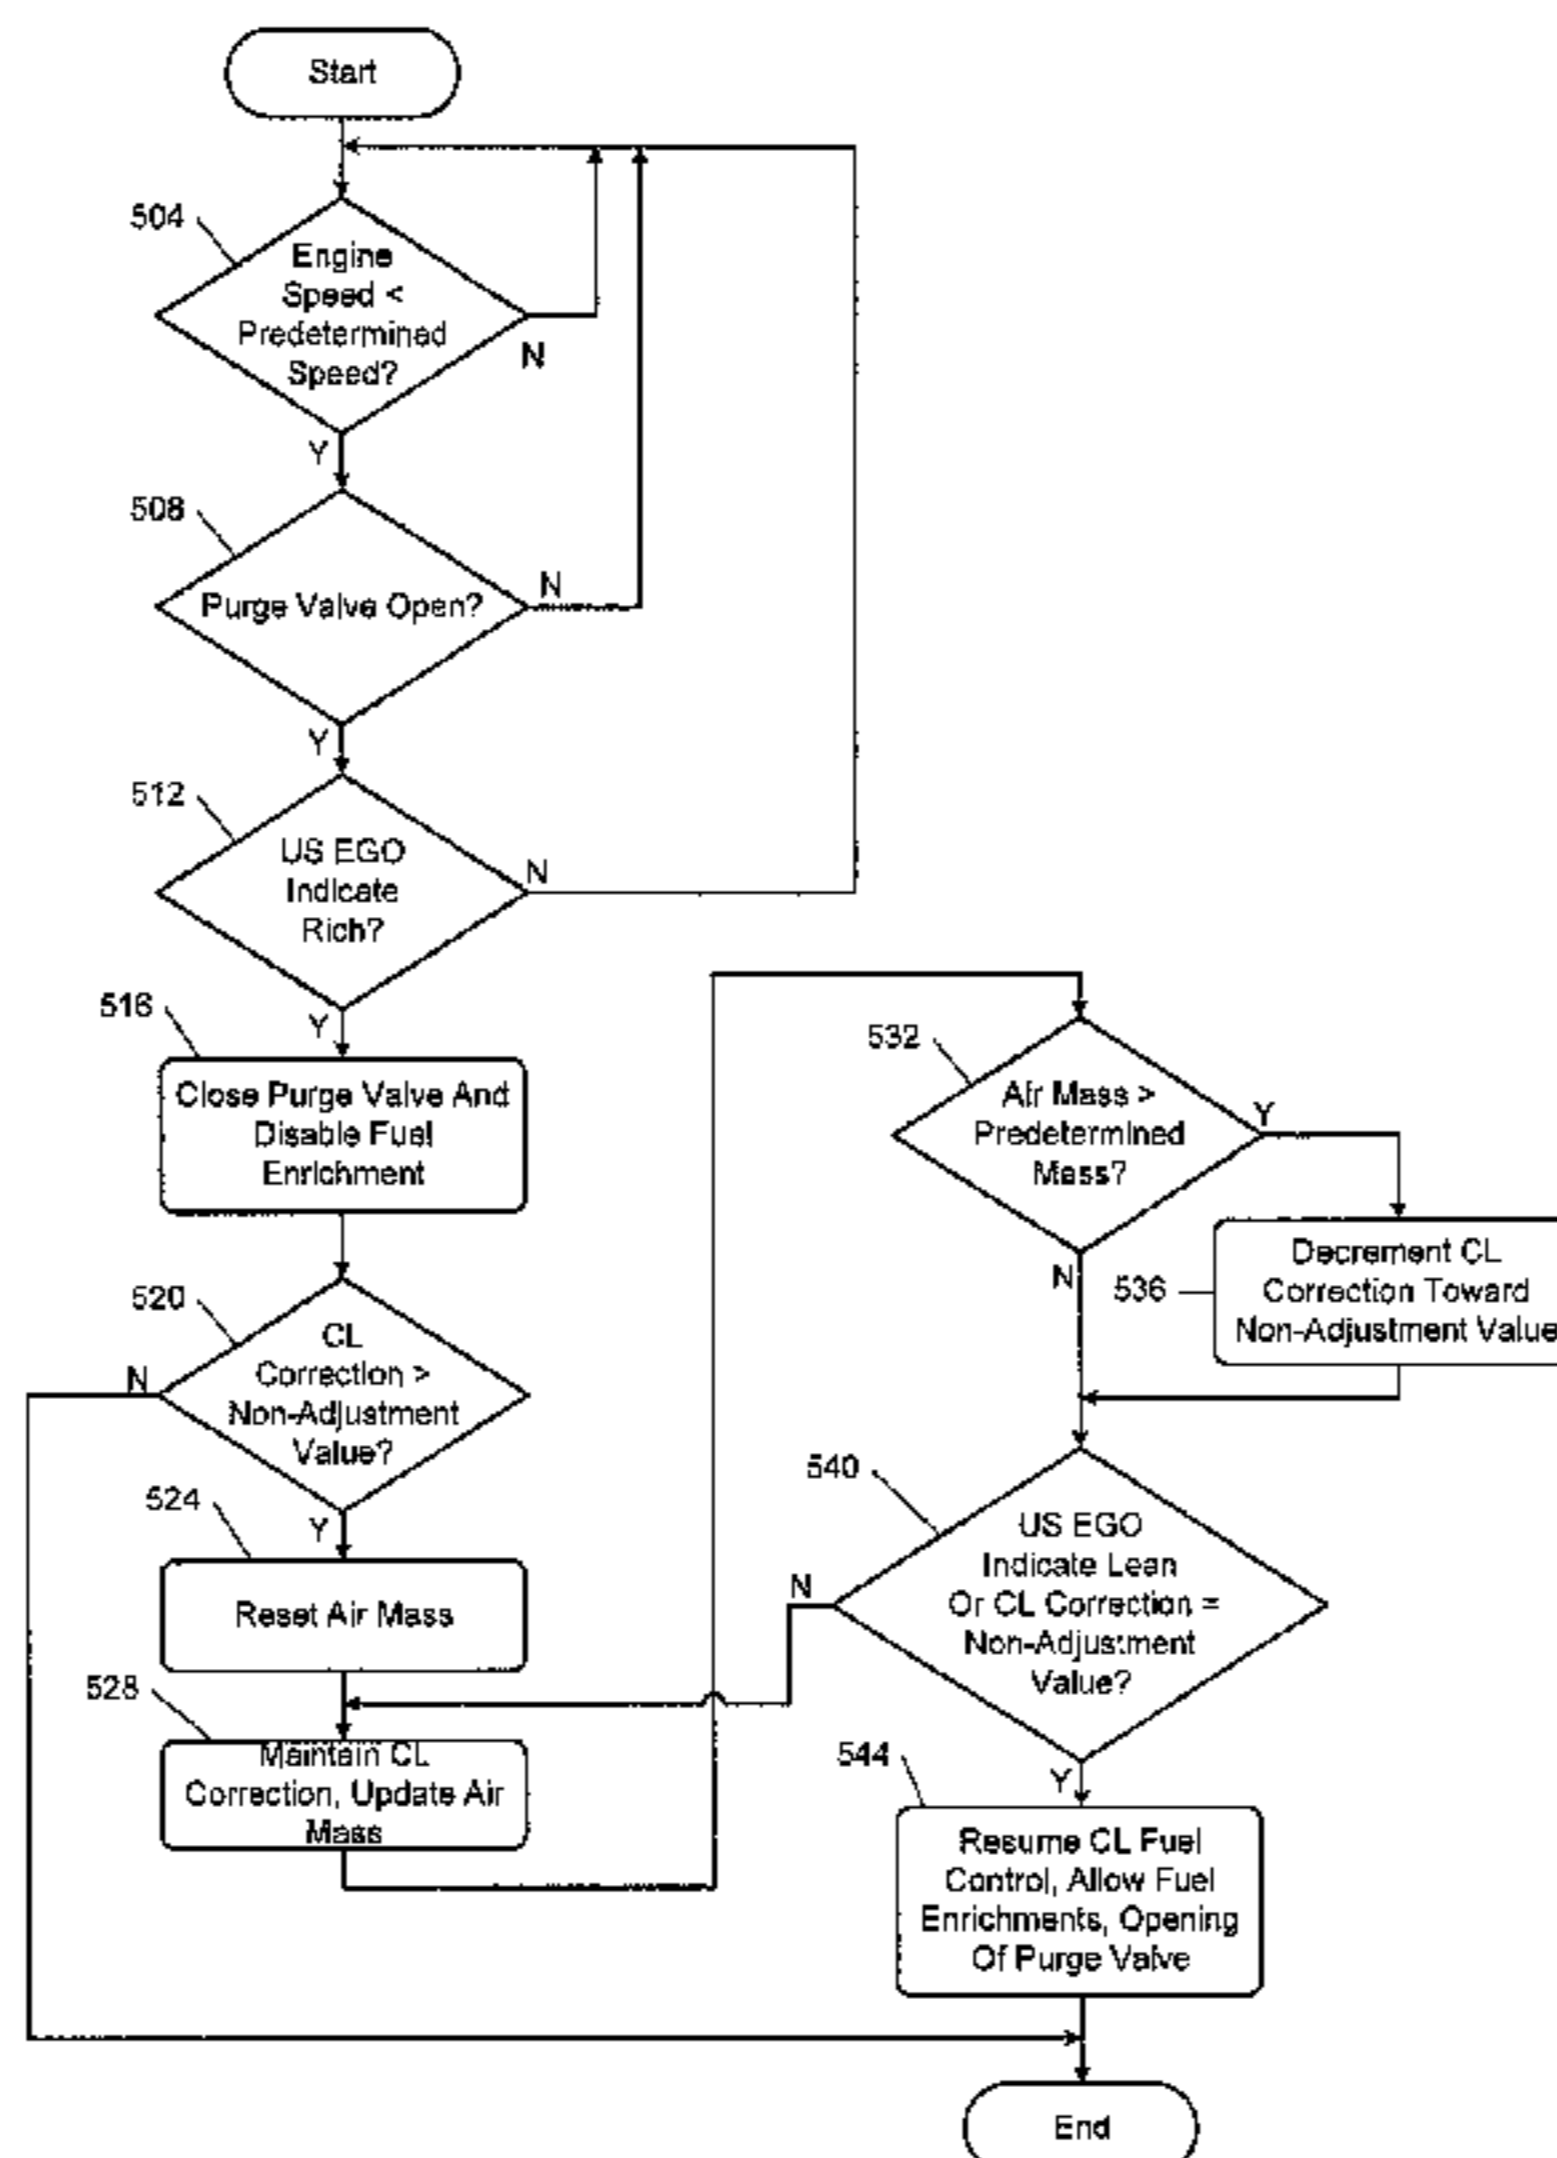 Start
504
Engine
Speed <
Predetermined
Speed?
N
Y
508
Purge Valve Open?
N
Y
512
US EGO
Indicate
Rich?
N
Y
516
Close Purge Valve And
Disable Fuel
Enrichment
520
CL
Correction >
Non-Adjustment
Value?
N
Y
524
Reset Air Mass
528
Maintain CL
Correction, Update Air
Mass
532
Air Mass >
Predetermined
Mass?
Y
N
536
Decrement CL
Correction Toward
Non-Adjustment Value
540
US EGO
Indicate Lean
Or CL Correction =
Non-Adjustment
Value?
N
Y
544
Resume CL Fuel
Control, Allow Fuel
Enrichments, Opening
Of Purge Valve
End